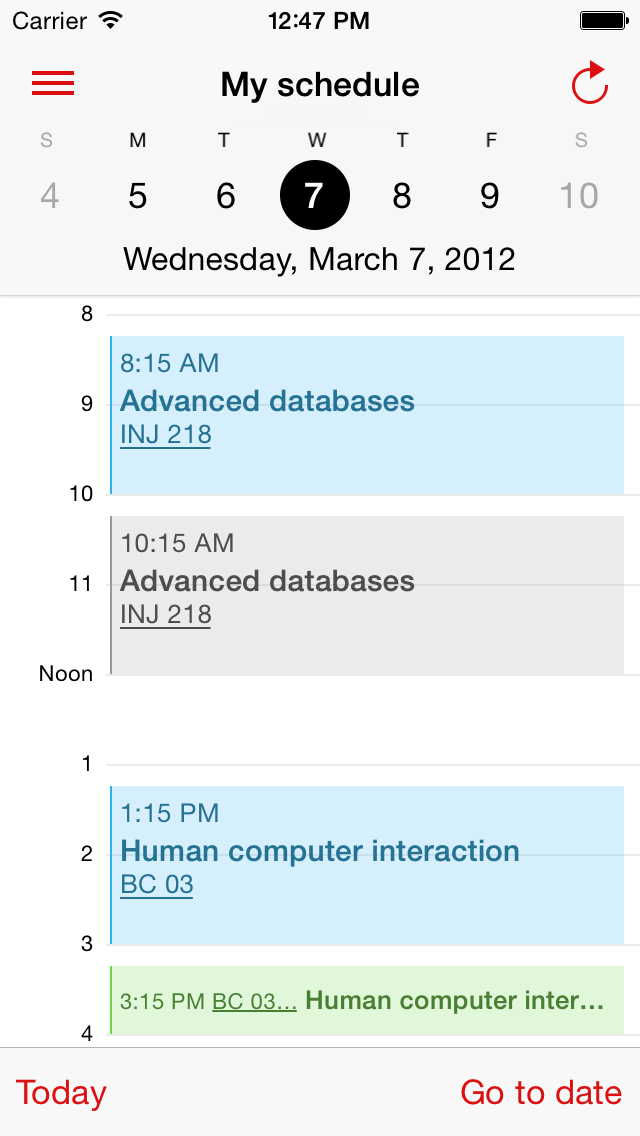 Carrier 12:47 PM
My schedule
S M T W T F S
4 5 6 7 8 9 10
Wednesday, March 7, 2012
8
8:15 AM
9 Advanced databases
INJ 218
10
10:15 AM
11 Advanced databases
INJ 218
Noon
1
1:15 PM
2 Human computer interaction
BC 03
3
3:15 PM BC 03... Human computer inter...
4
Today Go to date